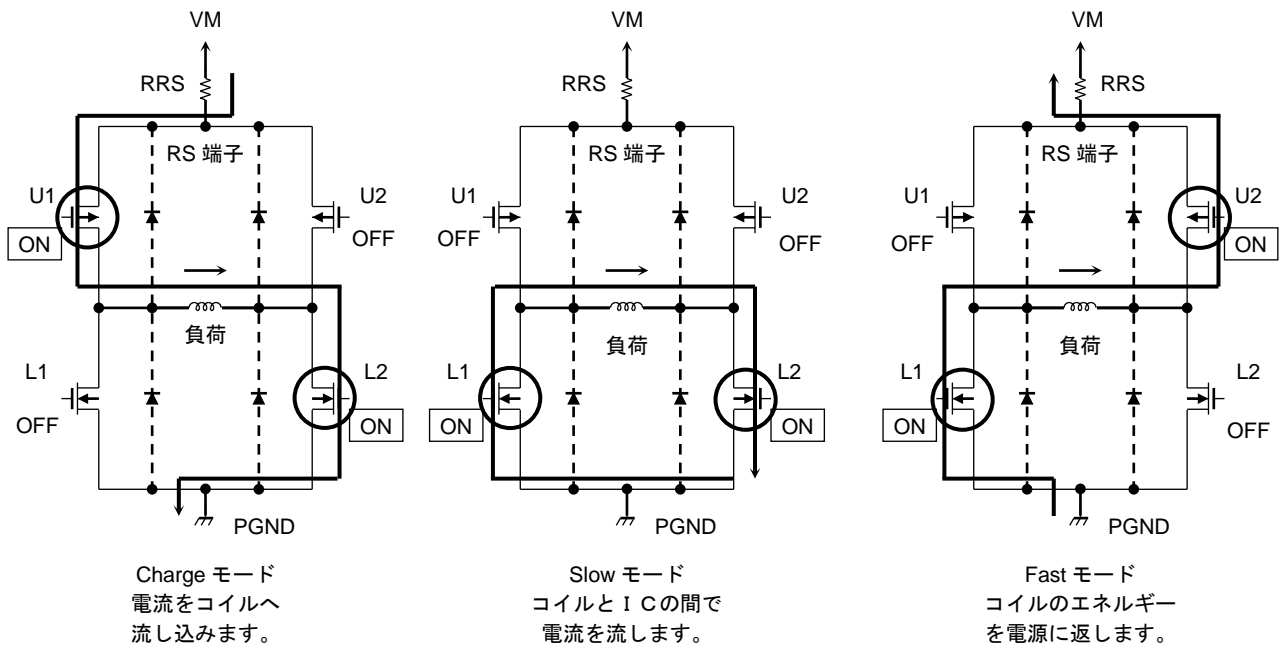 VM
RRS
RS 端子
U1
ON
U2
OFF
負荷
L1
OFF
L2
ON
PGND
Charge モード
電流をコイルへ
流し込みます。
VM
RRS
RS 端子
U1
OFF
U2
OFF
負荷
L1
ON
L2
ON
PGND
Slow モード
コイルとＩＣの間で
電流を流します。
VM
RRS
RS 端子
U1
OFF
U2
ON
負荷
L1
ON
L2
OFF
PGND
Fast モード
コイルのエネルギー
を電源に返します。